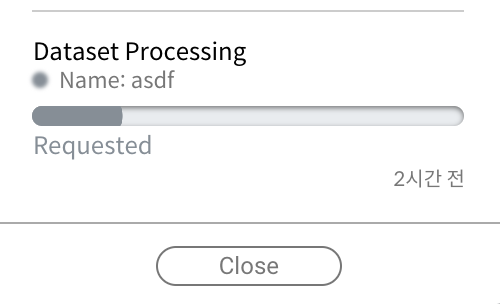 Dataset Processing
Name: asdf
Requested
2시간 전
Close